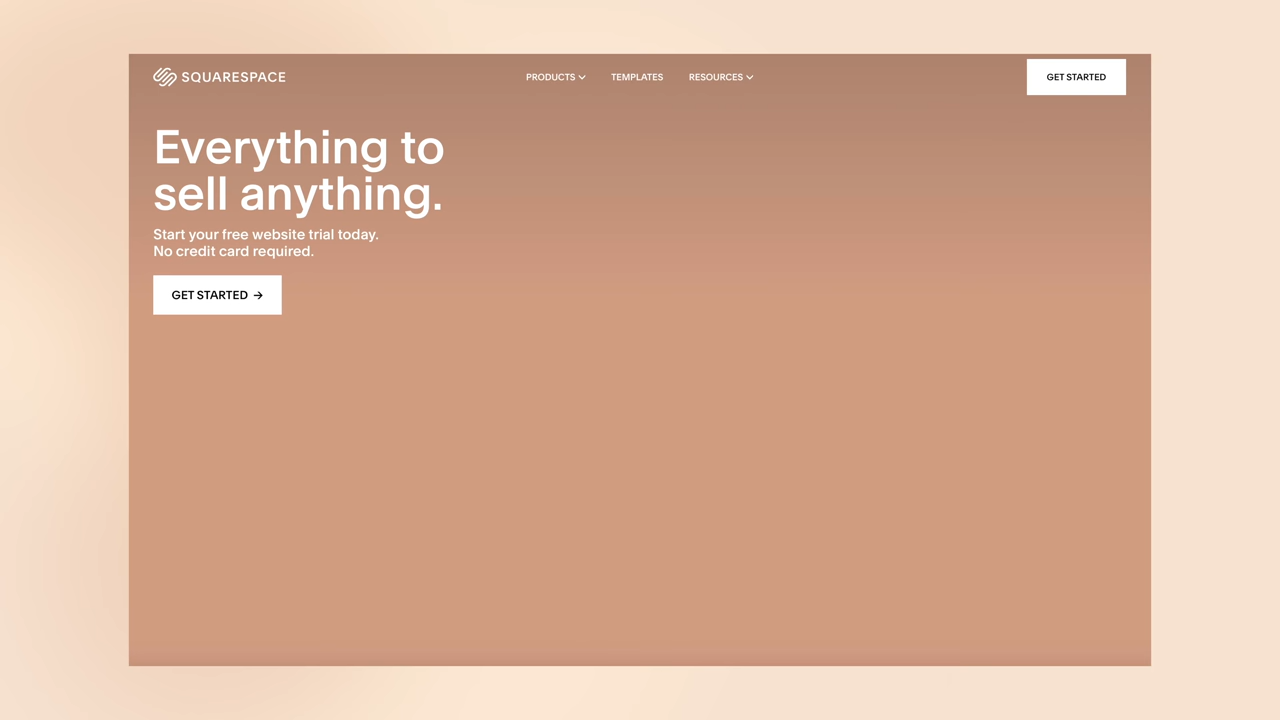 SQUARESPACE
PRODUCTS
TEMPLATES
RESOURCES
GET STARTED
Everything to
sell anything.
Start your free website trial today.
No credit card required.
GET STARTED →